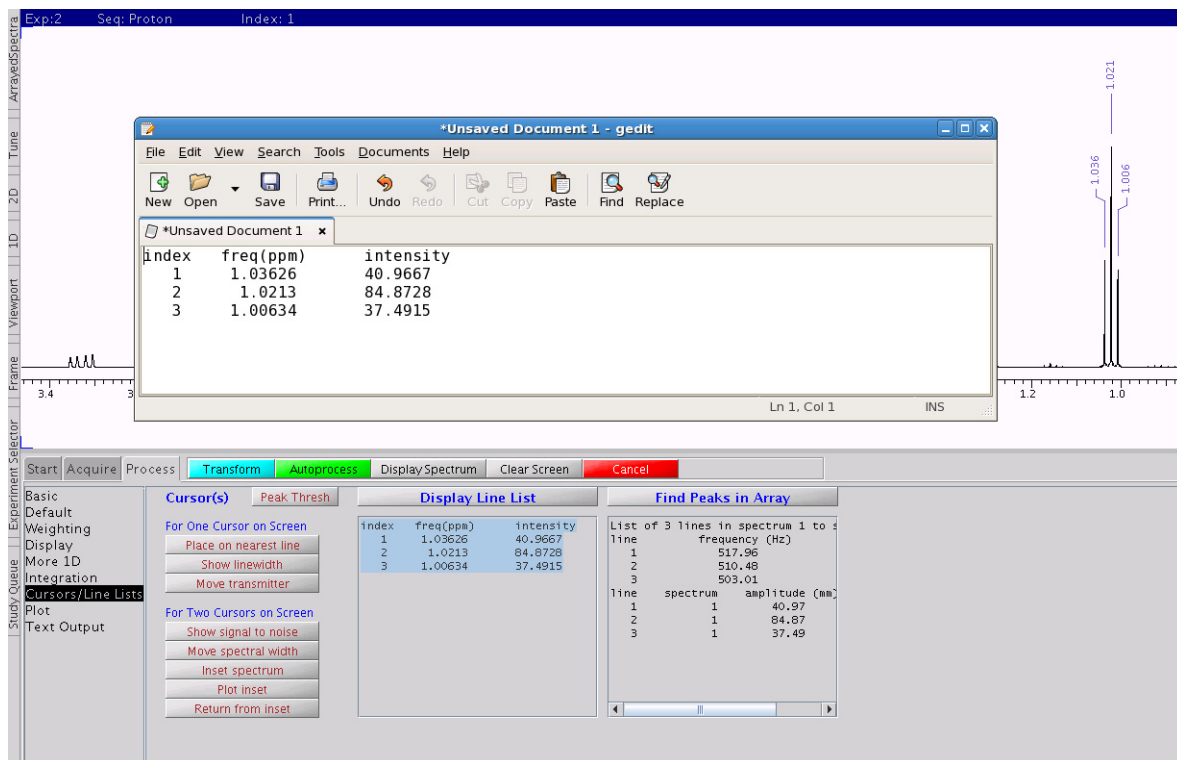 Exp:2 Seq: Proton Index: 1
ArrayedSpectra
Tune
2D
1D
Viewport
Frame
Experiment Selector
Study Queue
1.021
1.036
1.006
*Unsaved Document 1 - gedit
File Edit View Search Tools Documents Help
New Open Save Print... Undo Redo Cut Copy Paste Find Replace
*Unsaved Document 1 x
index freq(ppm) intensity
1 1.03626 40.9667
2 1.0213 84.8728
3 1.00634 37.4915
Ln 1, Col 1 INS
3.4 3 1.2 1.0
Start Acquire Process Transform Autoprocess Display Spectrum Clear Screen Cancel
Basic
Default
Weighting
Display
More 1D
Integration
Cursors/Line Lists
Plot
Text Output
Cursor(s) Peak Thresh
For One Cursor on Screen
Place on nearest line
Show linewidth
Move transmitter
For Two Cursors on Screen
Show signal to noise
Move spectral width
Inset spectrum
Plot inset
Return from inset
Display Line List
index freq(ppm) intensity
1 1.03626 40.9667
2 1.0213 84.8728
3 1.00634 37.4915
Find Peaks in Array
List of 3 lines in spectrum 1 to s
line frequency (Hz)
1 517.96
2 510.48
3 503.01
line spectrum amplitude (mm)
1 1 40.97
2 1 84.87
3 1 37.49